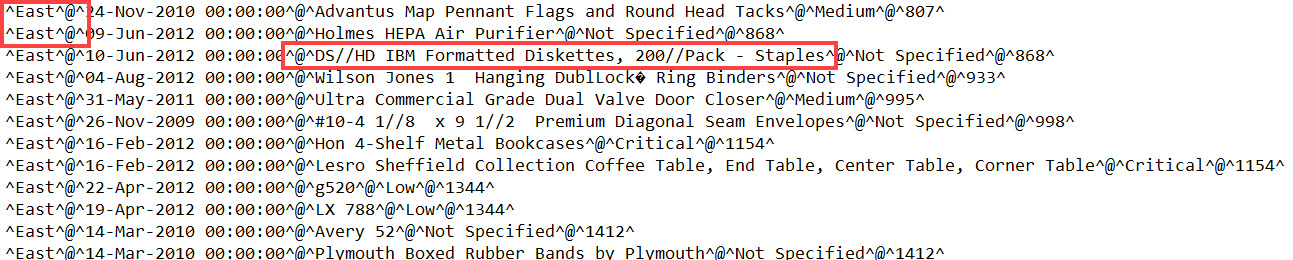 ^East^@^24-Nov-2010 00:00:00^@^Advantus Map Pennant Flags and Round Head Tacks^@^Medium^@^807^
^East^@^09-Jun-2012 00:00:00^@^Holmes HEPA Air Purifier^@^Not Specified^@^868^
^East^@^10-Jun-2012 00:00:00^@^DS//HD IBM Formatted Diskettes, 200//Pack - Staples^@^Not Specified^@^868^
^East^@^04-Aug-2012 00:00:00^@^Wilson Jones 1  Hanging DublLock� Ring Binders^@^Not Specified^@^933^
^East^@^31-May-2011 00:00:00^@^Ultra Commercial Grade Dual Valve Door Closer^@^Medium^@^995^
^East^@^26-Nov-2009 00:00:00^@^#10-4 1//8  x 9 1//2  Premium Diagonal Seam Envelopes^@^Not Specified^@^998^
^East^@^16-Feb-2012 00:00:00^@^Hon 4-Shelf Metal Bookcases^@^Critical^@^1154^
^East^@^16-Feb-2012 00:00:00^@^Lesro Sheffield Collection Coffee Table, End Table, Center Table, Corner Table^@^Critical^@^1154^
^East^@^22-Apr-2012 00:00:00^@^g520^@^Low^@^1344^
^East^@^19-Apr-2012 00:00:00^@^LX 788^@^Low^@^1344^
^East^@^14-Mar-2010 00:00:00^@^Avery 52^@^Not Specified^@^1412^
^East^@^14-Mar-2010 00:00:00^@^Plymouth Boxed Rubber Bands by Plymouth^@^Not Specified^@^1412^